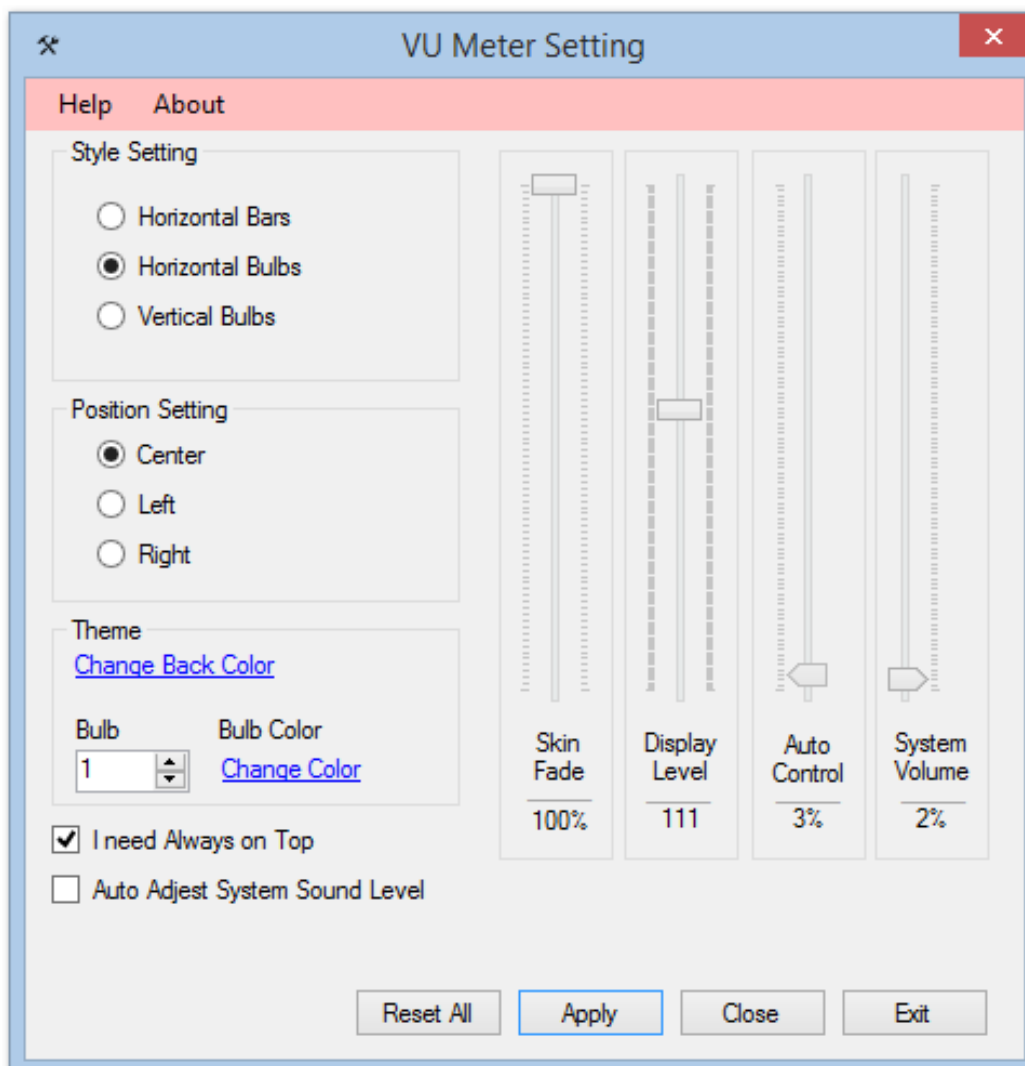 VU Meter Setting
Help About
Style Setting
Horizontal Bars
Horizontal Bulbs
Vertical Bulbs
Position Setting
Center
Left
Right
Theme
Change Back Color
Bulb
Bulb Color
1
Change Color
I need Always on Top
Auto Adjest System Sound Level
Skin
Fade
100%
Display
Level
111
Auto
Control
3%
System
Volume
2%
Reset All
Apply
Close
Exit